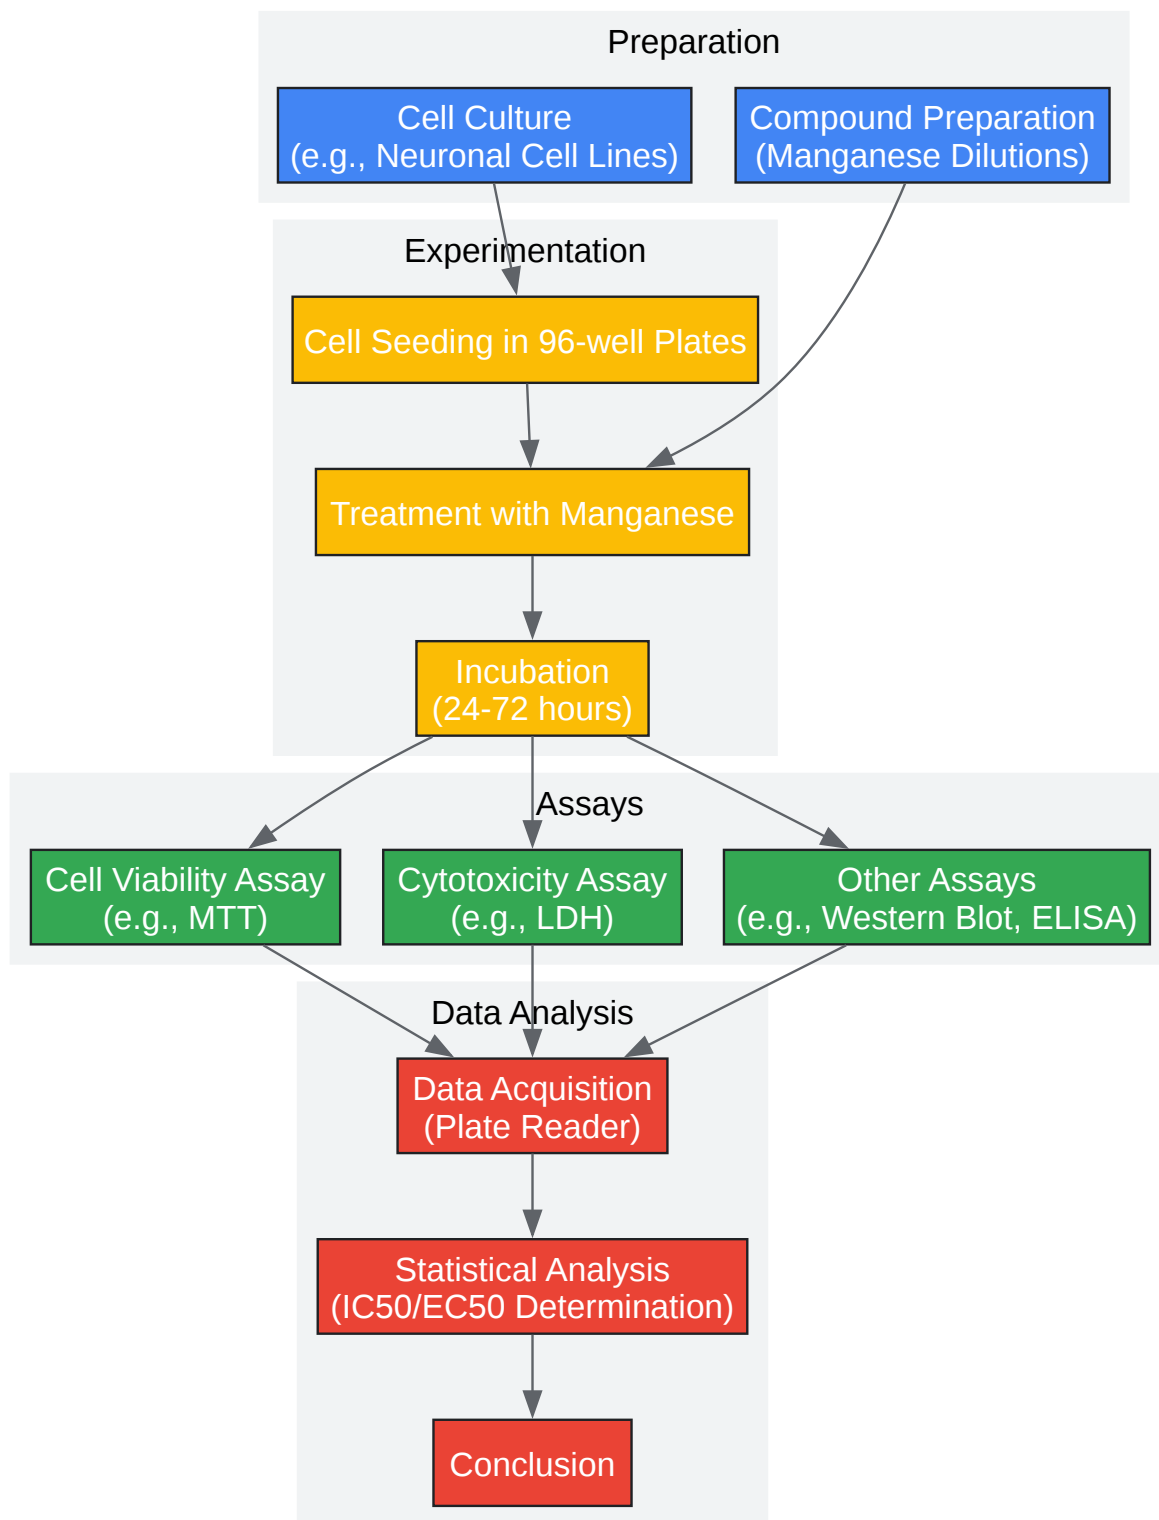 Preparation
Cell Culture
(e.g., Neuronal Cell Lines)
Compound Preparation
(Manganese Dilutions)
Experimentation
Cell Seeding in 96-well Plates
Treatment with Manganese
Incubation
(24-72 hours)
Assays
Cell Viability Assay
(e.g., MTT)
Cytotoxicity Assay
(e.g., LDH)
Other Assays
(e.g., Western Blot, ELISA)
Data Analysis
Data Acquisition
(Plate Reader)
Statistical Analysis
(IC50/EC50 Determination)
Conclusion